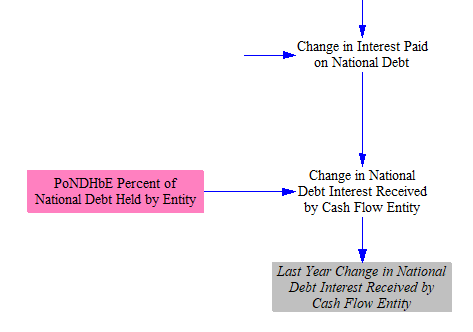 Change in Interest Paid
on National Debt
PoNDHbE Percent of
National Debt Held by Entity
Change in National
Debt Interest Received
by Cash Flow Entity
Last Year Change in National
Debt Interest Received by
Cash Flow Entity